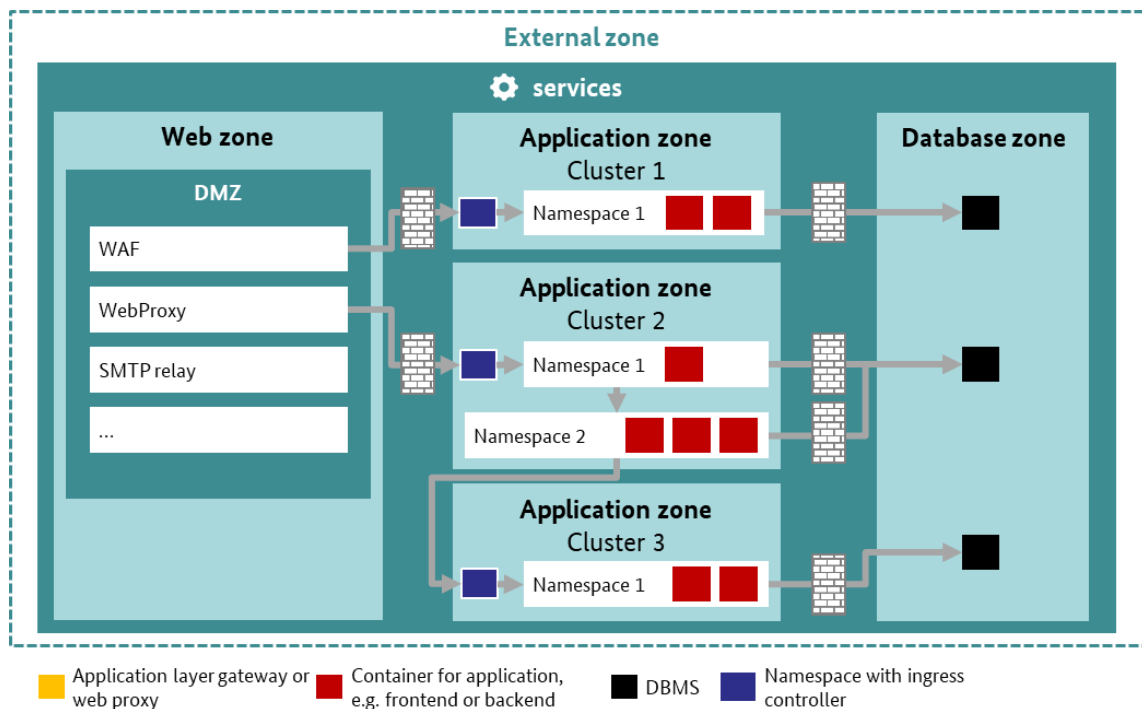 External zone
services
Web zone
DMZ
WAF
WebProxy
SMTP relay
...
Application zone
Cluster 1
Namespace 1
Application zone
Cluster 2
Namespace 1
Namespace 2
Application zone
Cluster 3
Namespace 1
Database zone
Application layer gateway or
web proxy
Container for application,
e.g. frontend or backend
DBMS
Namespace with ingress
controller